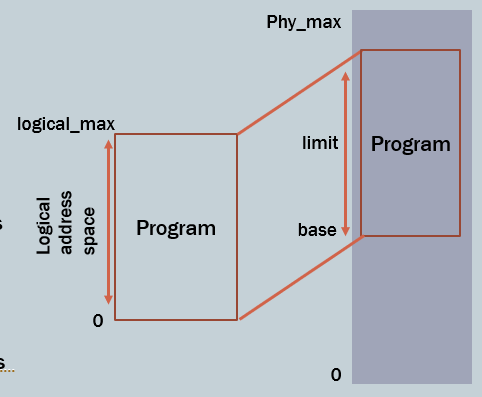 Phy_max
logical_max
limit
Program
Logical
address
space
Program
base
0
0
s
s